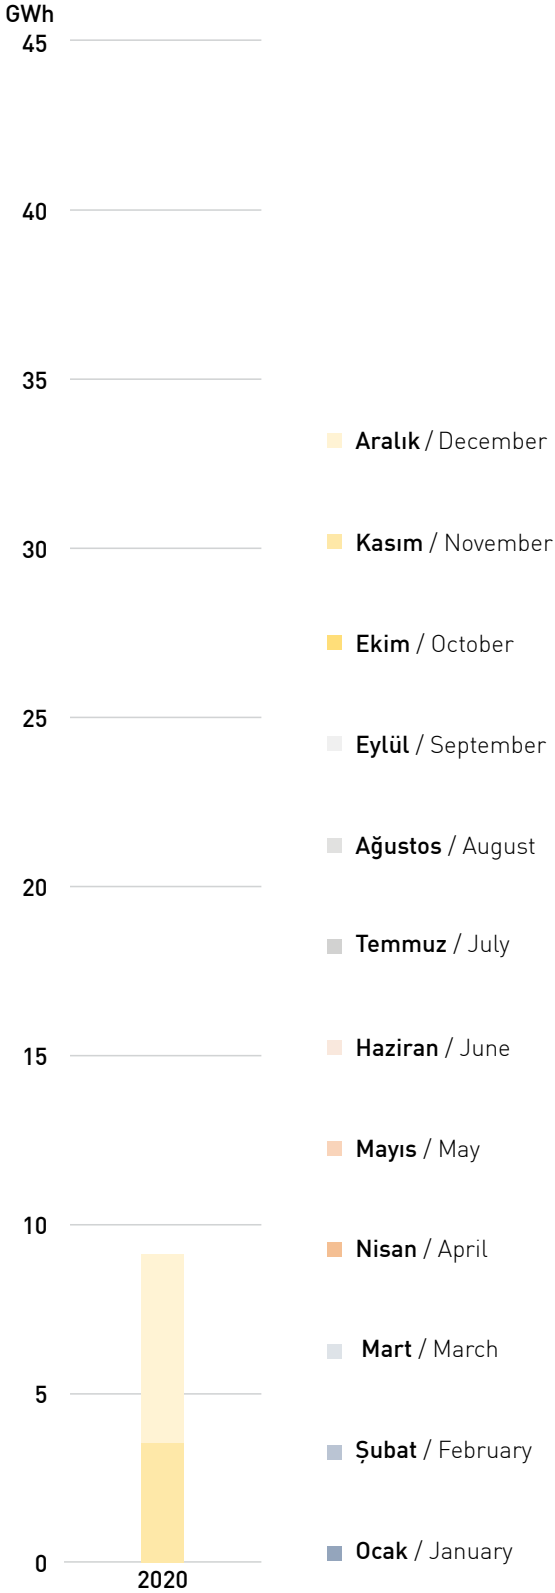 GWh
45
40
35
Aralık / December
30
Kasım / November
Ekim / October
25
Eylül / September
Ağustos / August
20
Temmuz / July
15
Haziran / June
Mayıs / May
10
Nisan / April
Mart / March
5
Şubat / February
0
Ocak / January
2020